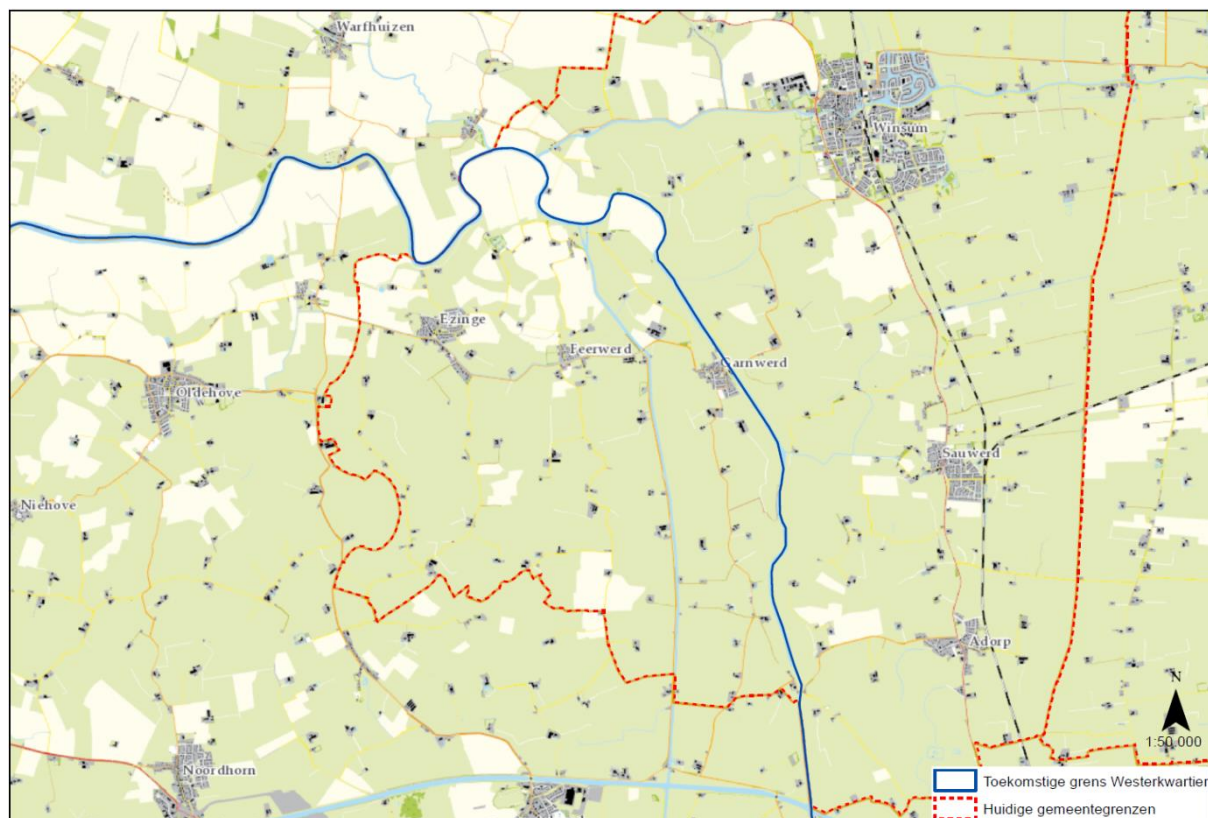 Warfhuizen
Winsum
Ezinge
Feerwerd
Garnwerd
Oldehove
Sauwerd
Niehove
Adorp
N
1:50.000
Noordhorn
Toekomstige grens Westerkwartier
Huidige gemeentegrenzen